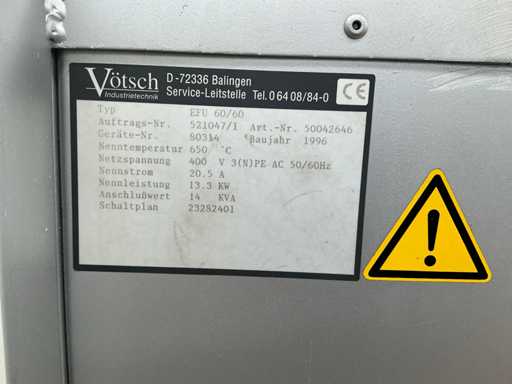 Vötsch
Industrietechnik
D-72336 Balingen
Service-Leitstelle Tel. 0 64 08/84-0
CE
Typ EFU 60/60
Auftrags-Nr. 521047/1 Art.-Nr. 50042646
Geräte-Nr. 80314 Baujahr 1996
Nenntemperatur 650 °C
Netzspannung 400 V 3(N)PE AC 50/60Hz
Nennstrom 20.5 A
Nennleistung 13.3 KW
Anschlußwert 14 KVA
Schaltplan 23282401
!